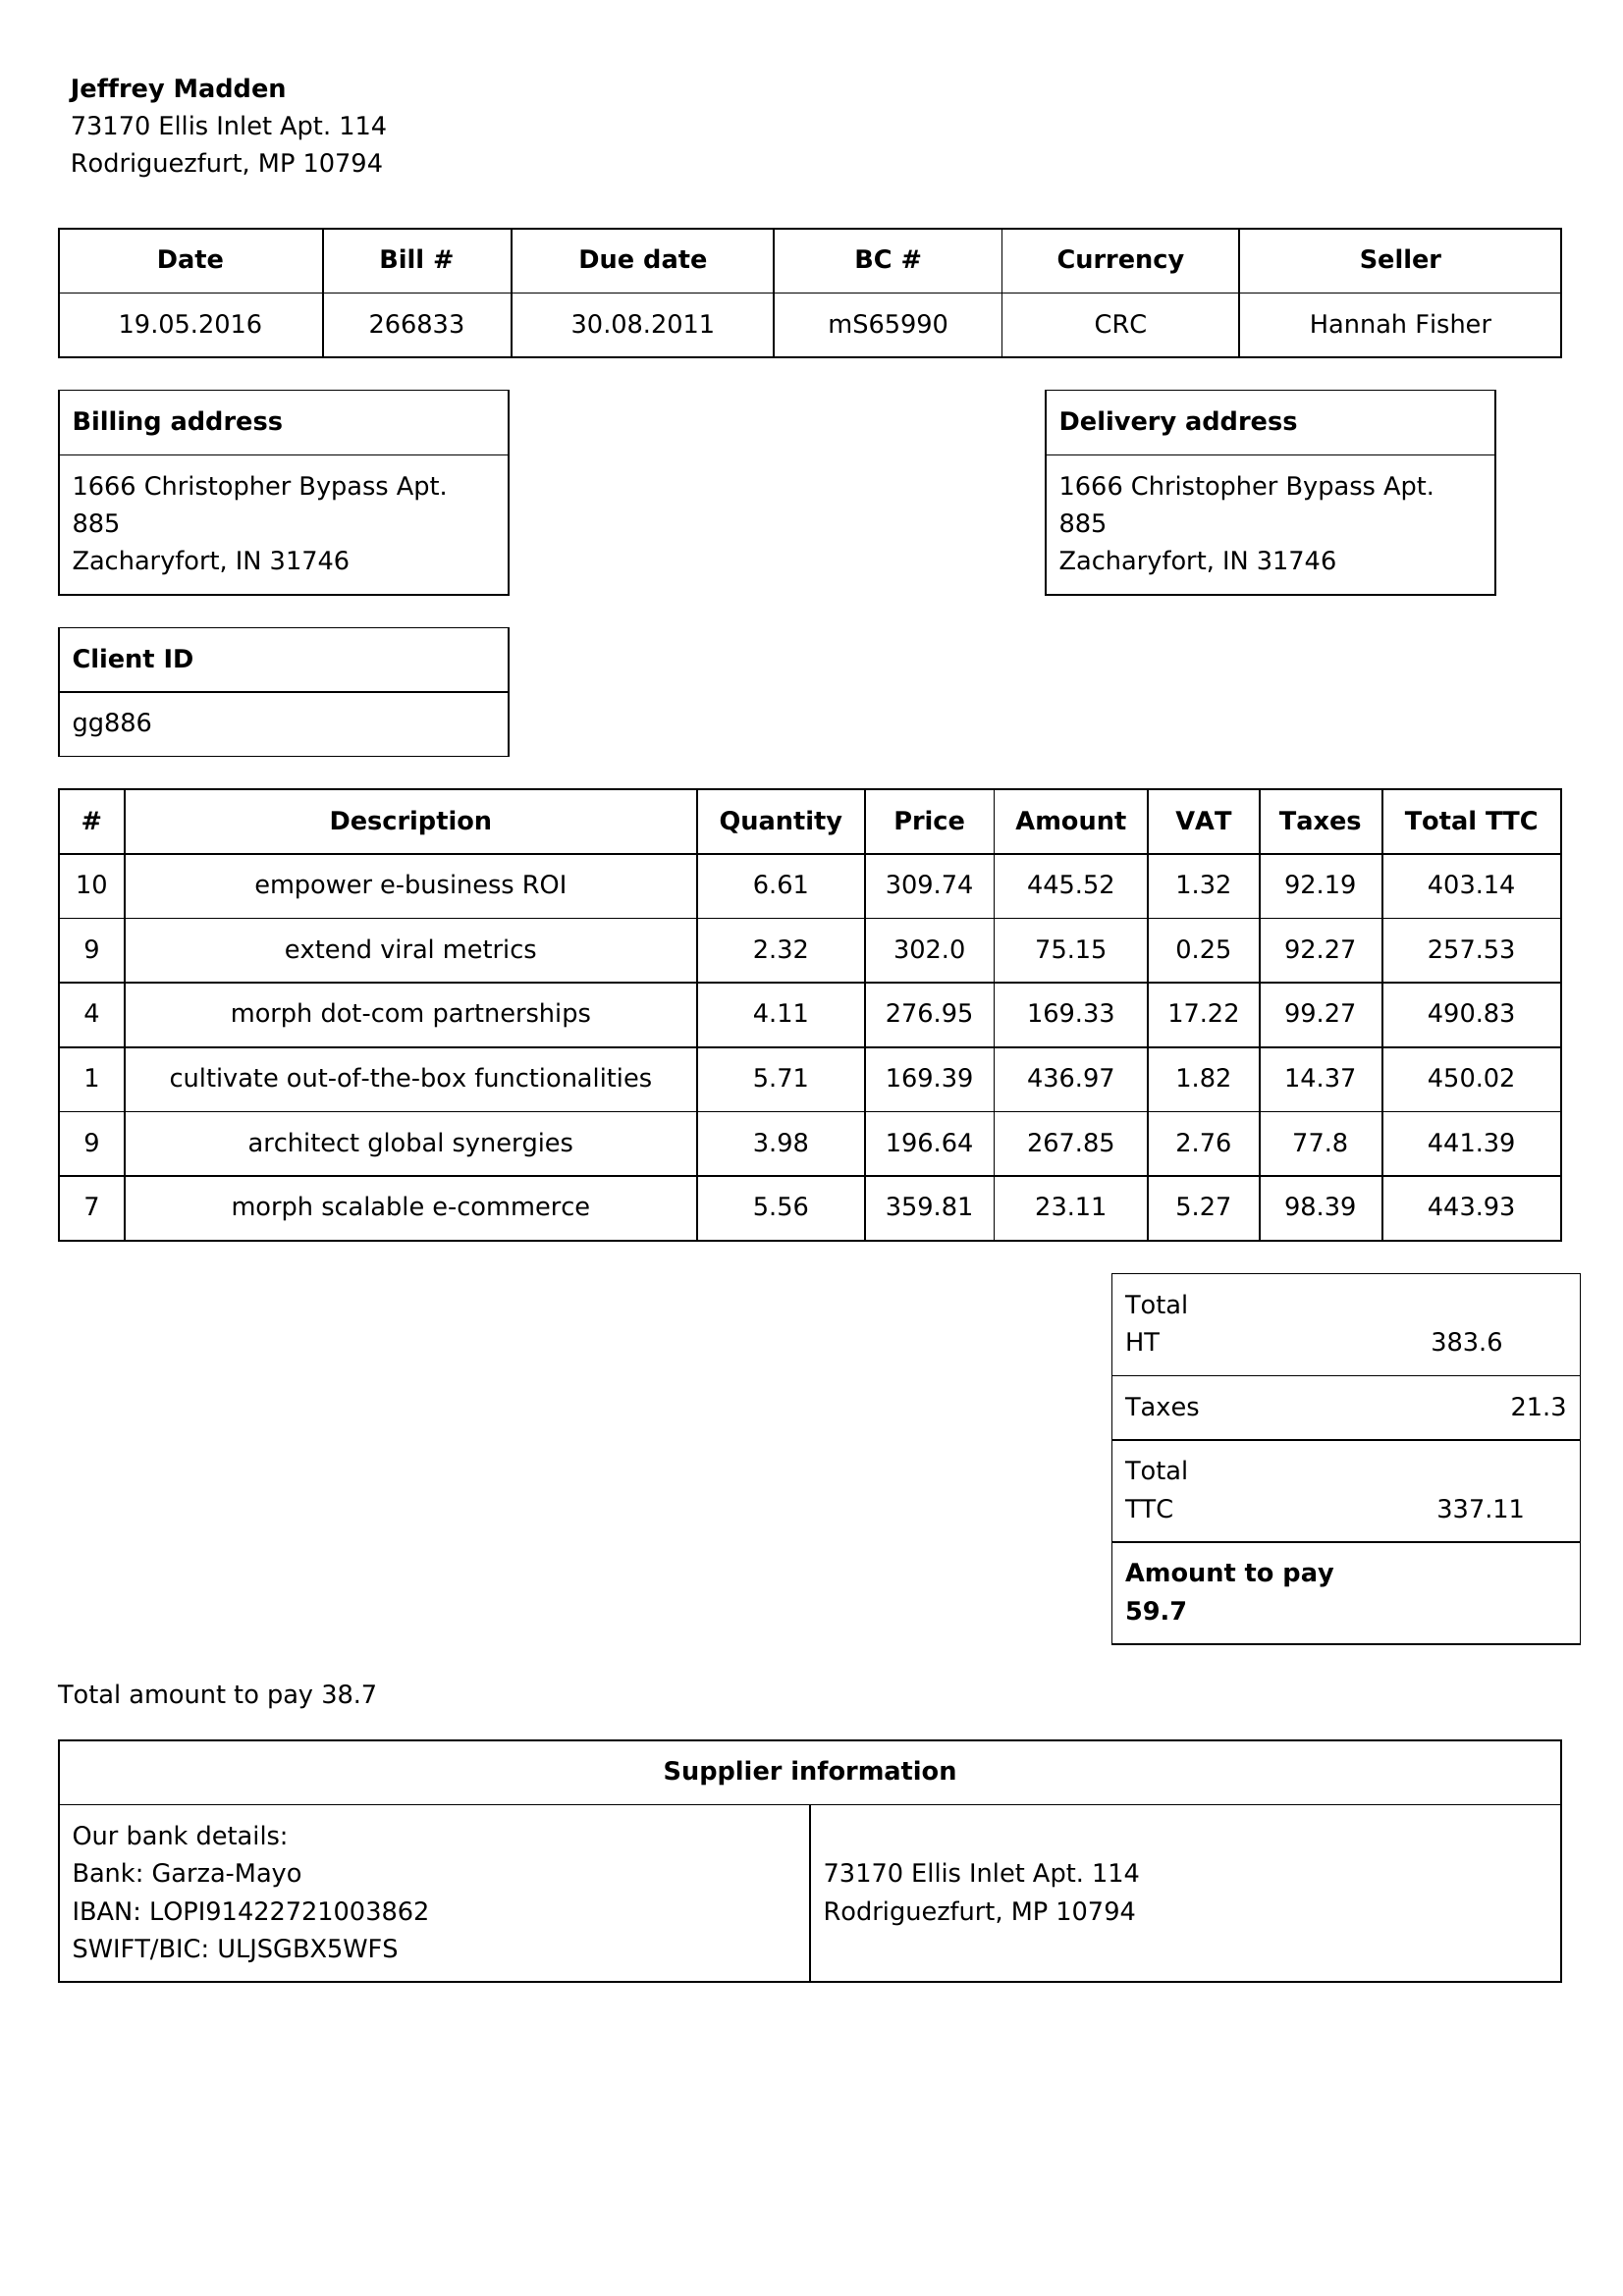 Jeffrey Madden
73170 Ellis Inlet Apt. 114
Rodriguezfurt, MP 10794
Date Bill # Due date BC # Currency Seller
19.05.2016 266833 30.08.2011 mS65990 CRC Hannah Fisher
Billing address
1666 Christopher Bypass Apt.
885
Zacharyfort, IN 31746
Delivery address
1666 Christopher Bypass Apt.
885
Zacharyfort, IN 31746
Client ID
gg886
# Description Quantity Price Amount VAT Taxes Total TTC
10 empower e-business ROI 6.61 309.74 445.52 1.32 92.19 403.14
9 extend viral metrics 2.32 302.0 75.15 0.25 92.27 257.53
4 morph dot-com partnerships 4.11 276.95 169.33 17.22 99.27 490.83
1 cultivate out-of-the-box functionalities 5.71 169.39 436.97 1.82 14.37 450.02
9 architect global synergies 3.98 196.64 267.85 2.76 77.8 441.39
7 morph scalable e-commerce 5.56 359.81 23.11 5.27 98.39 443.93
Total
HT 383.6
Taxes 21.3
Total
TTC 337.11
Amount to pay
59.7
Total amount to pay 38.7
Supplier information
Our bank details:
Bank: Garza-Mayo
IBAN: LOPI91422721003862
SWIFT/BIC: ULJSGBX5WFS
73170 Ellis Inlet Apt. 114
Rodriguezfurt, MP 10794